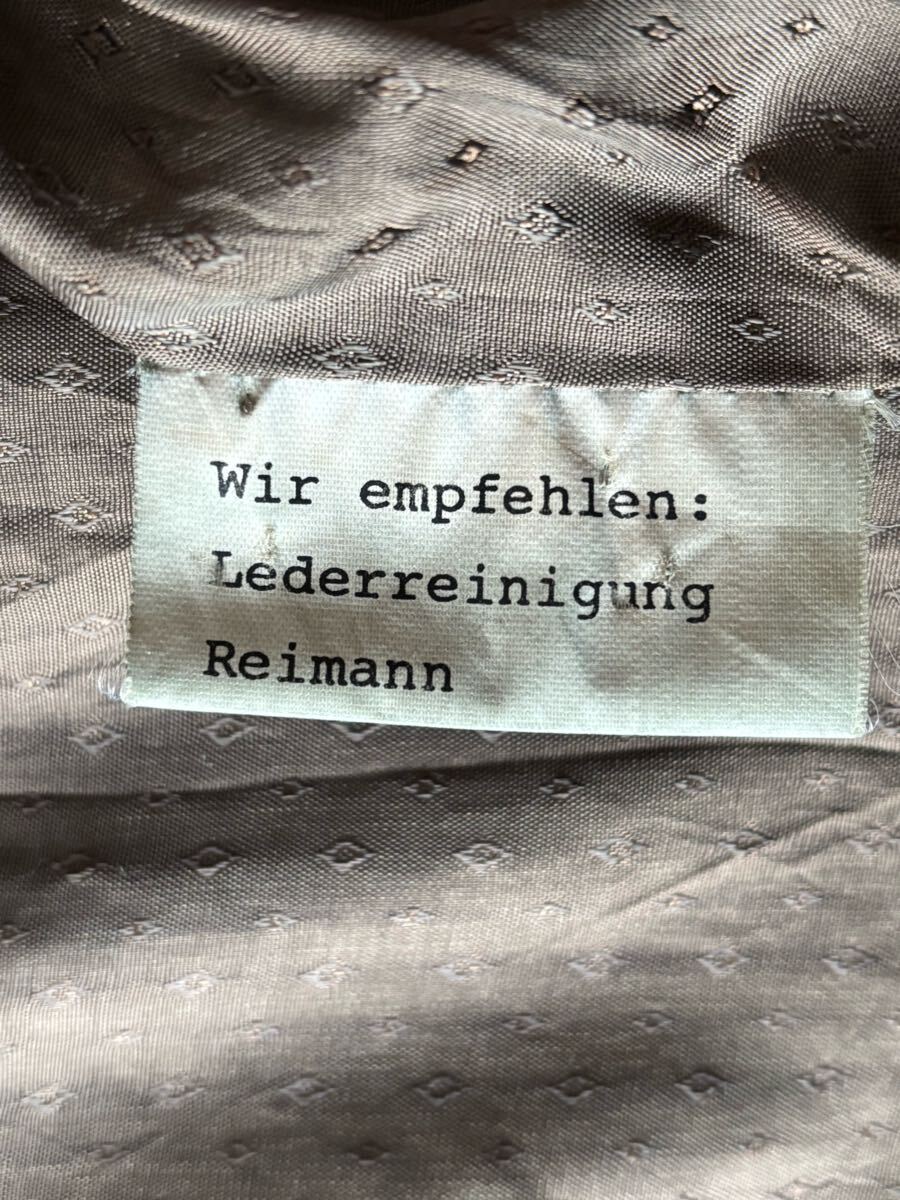 Wir empfehlen:
Lederreinigung
Reimann